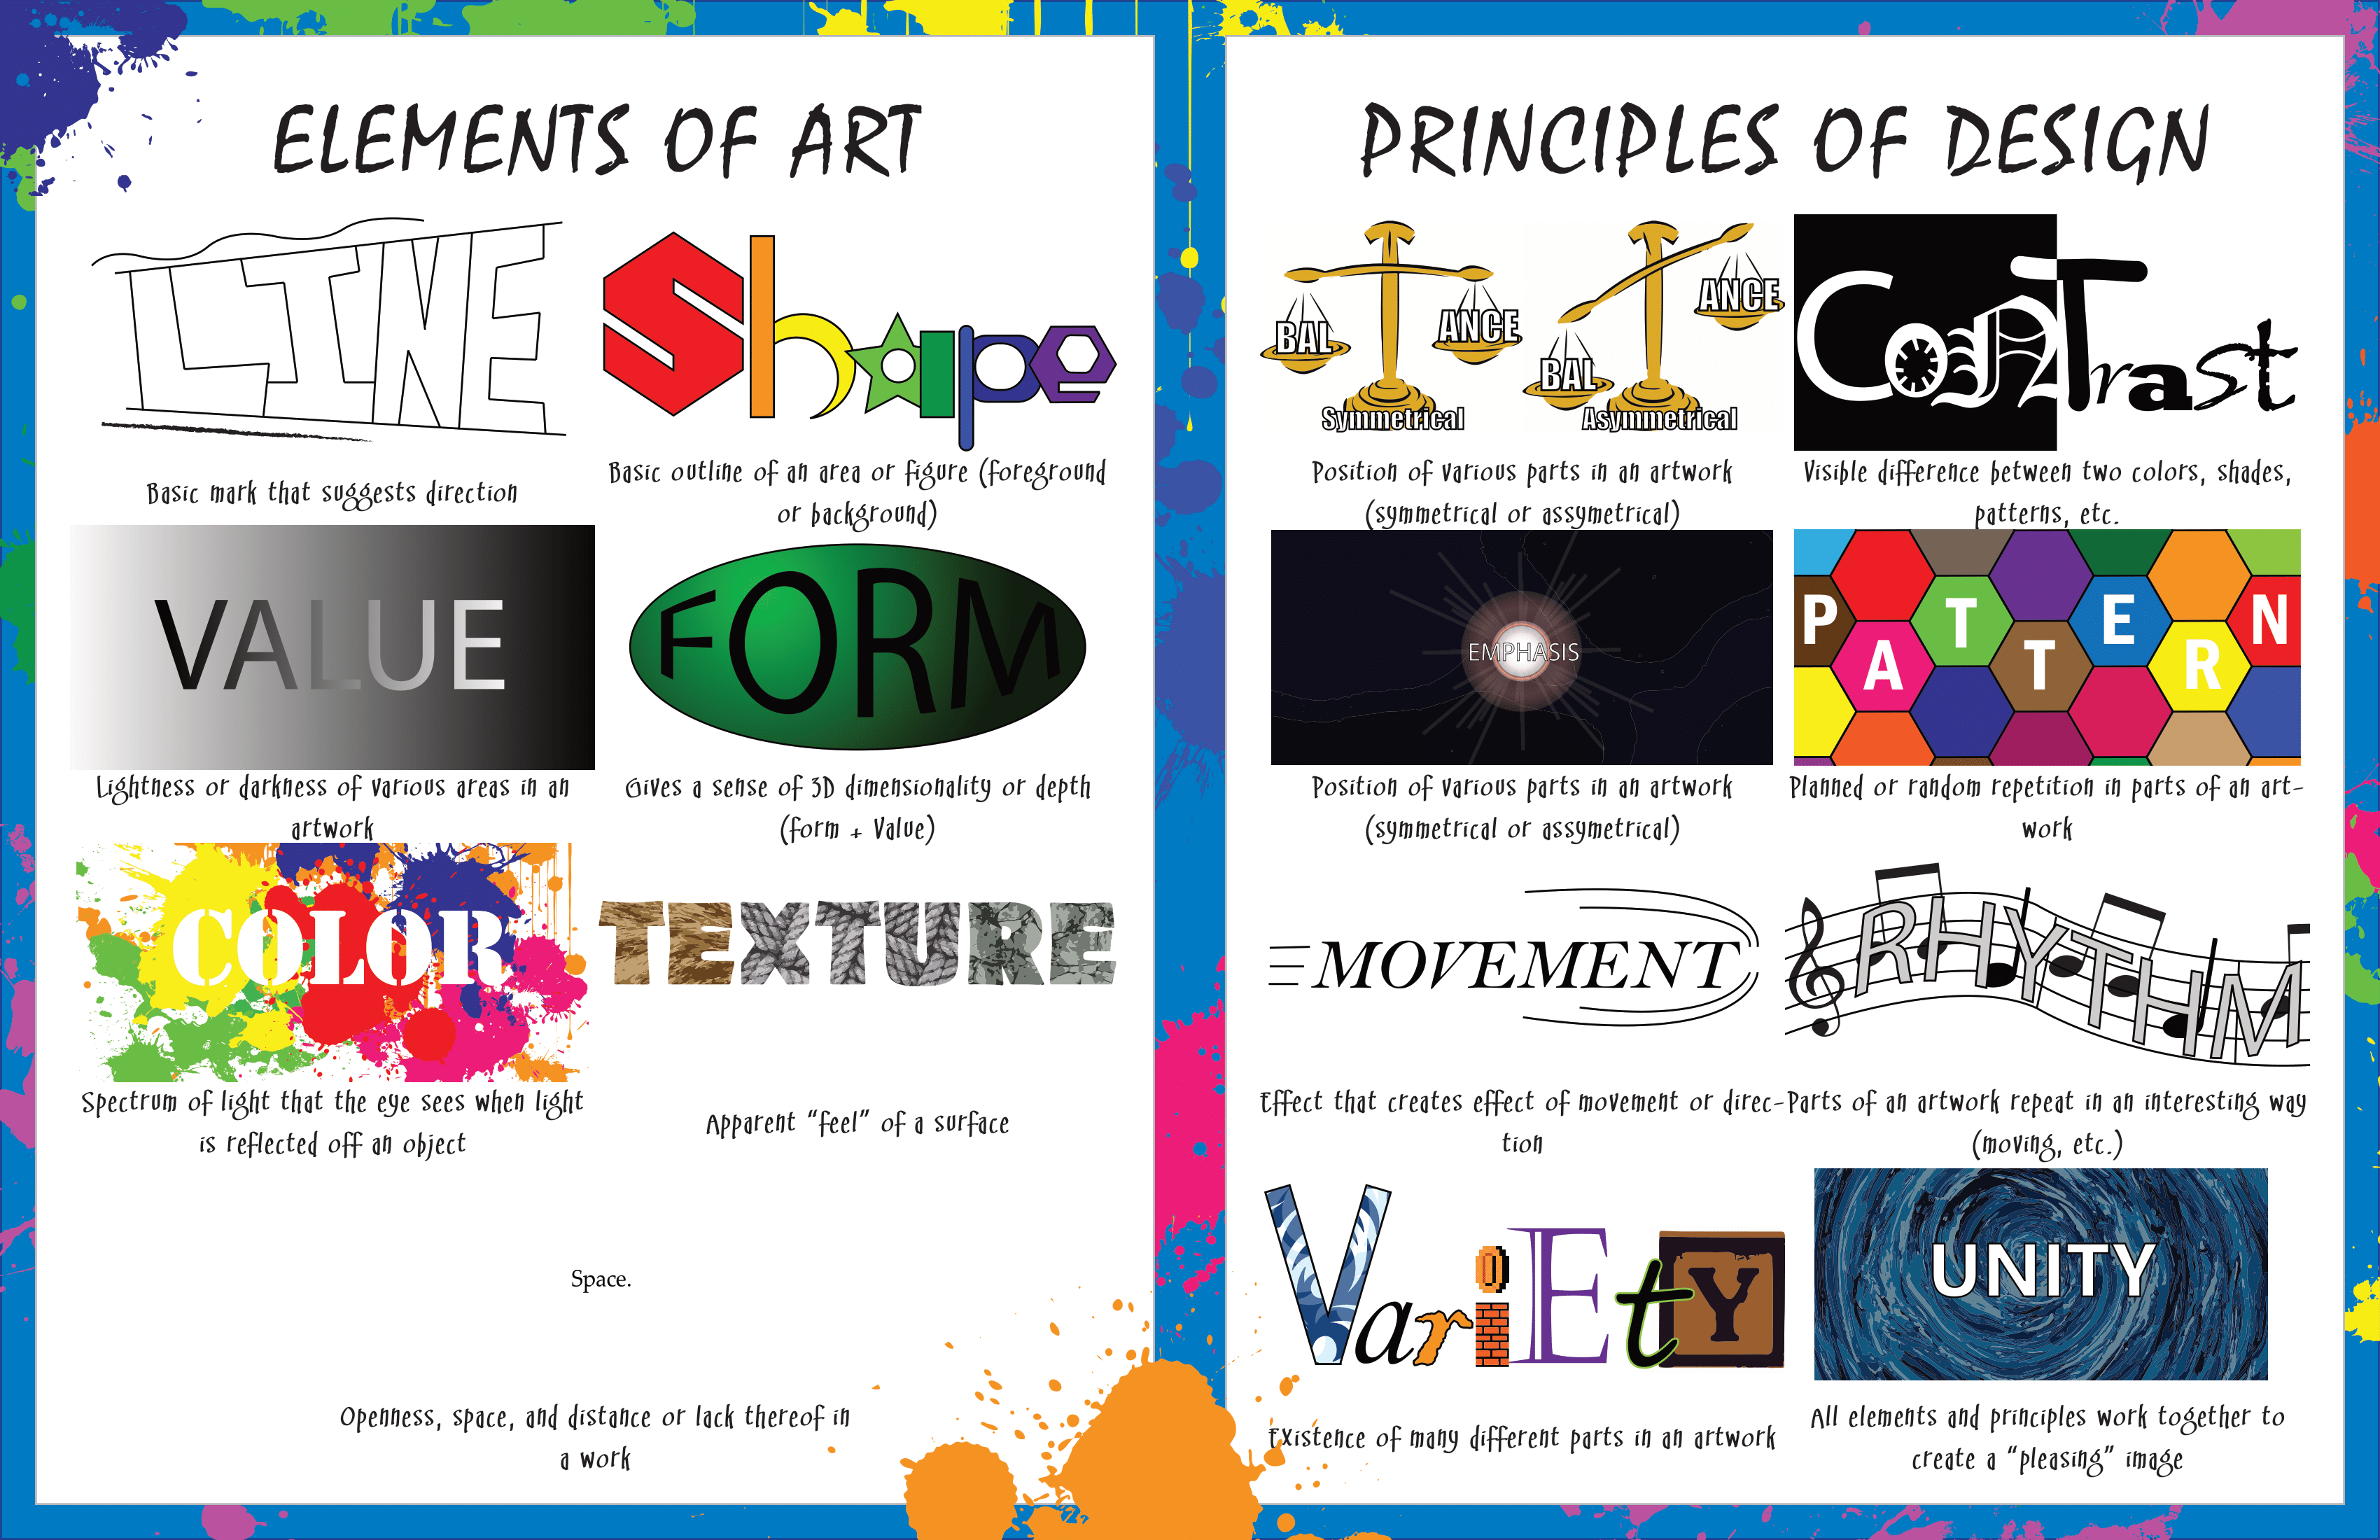 ELEMENTS OF ART
LINE
Basic mark that suggests direction
Shape
Basic outline of an area or figure (foreground
or background)
VALUE
Lightness or darkness of various areas in an
artwork
FORM
Gives a sense of 3D dimensionality or depth
(form + Value)
COLOR
Spectrum of light that the eye sees when light
is reflected off an object
TEXTURE
Apparent “feel” of a surface
Space.
Openness, space, and distance or lack thereof in
a work
PRINCIPLES OF DESIGN
BAL ANCE
Symmetrical
BAL ANCE
Asymmetrical
Position of various parts in an artwork
(symmetrical or assymetrical)
ConTrast
Visible difference between two colors, shades,
patterns, etc.
EMPHASIS
Position of various parts in an artwork
(symmetrical or assymetrical)
PATTERN
Planned or random repetition in parts of an art-
work
MOVEMENT
Effect that creates effect of movement or direc-
tion
RHYTHM
Parts of an artwork repeat in an interesting way
(moving, etc.)
VariEtY
Existence of many different parts in an artwork
UNITY
All elements and principles work together to
create a “pleasing” image